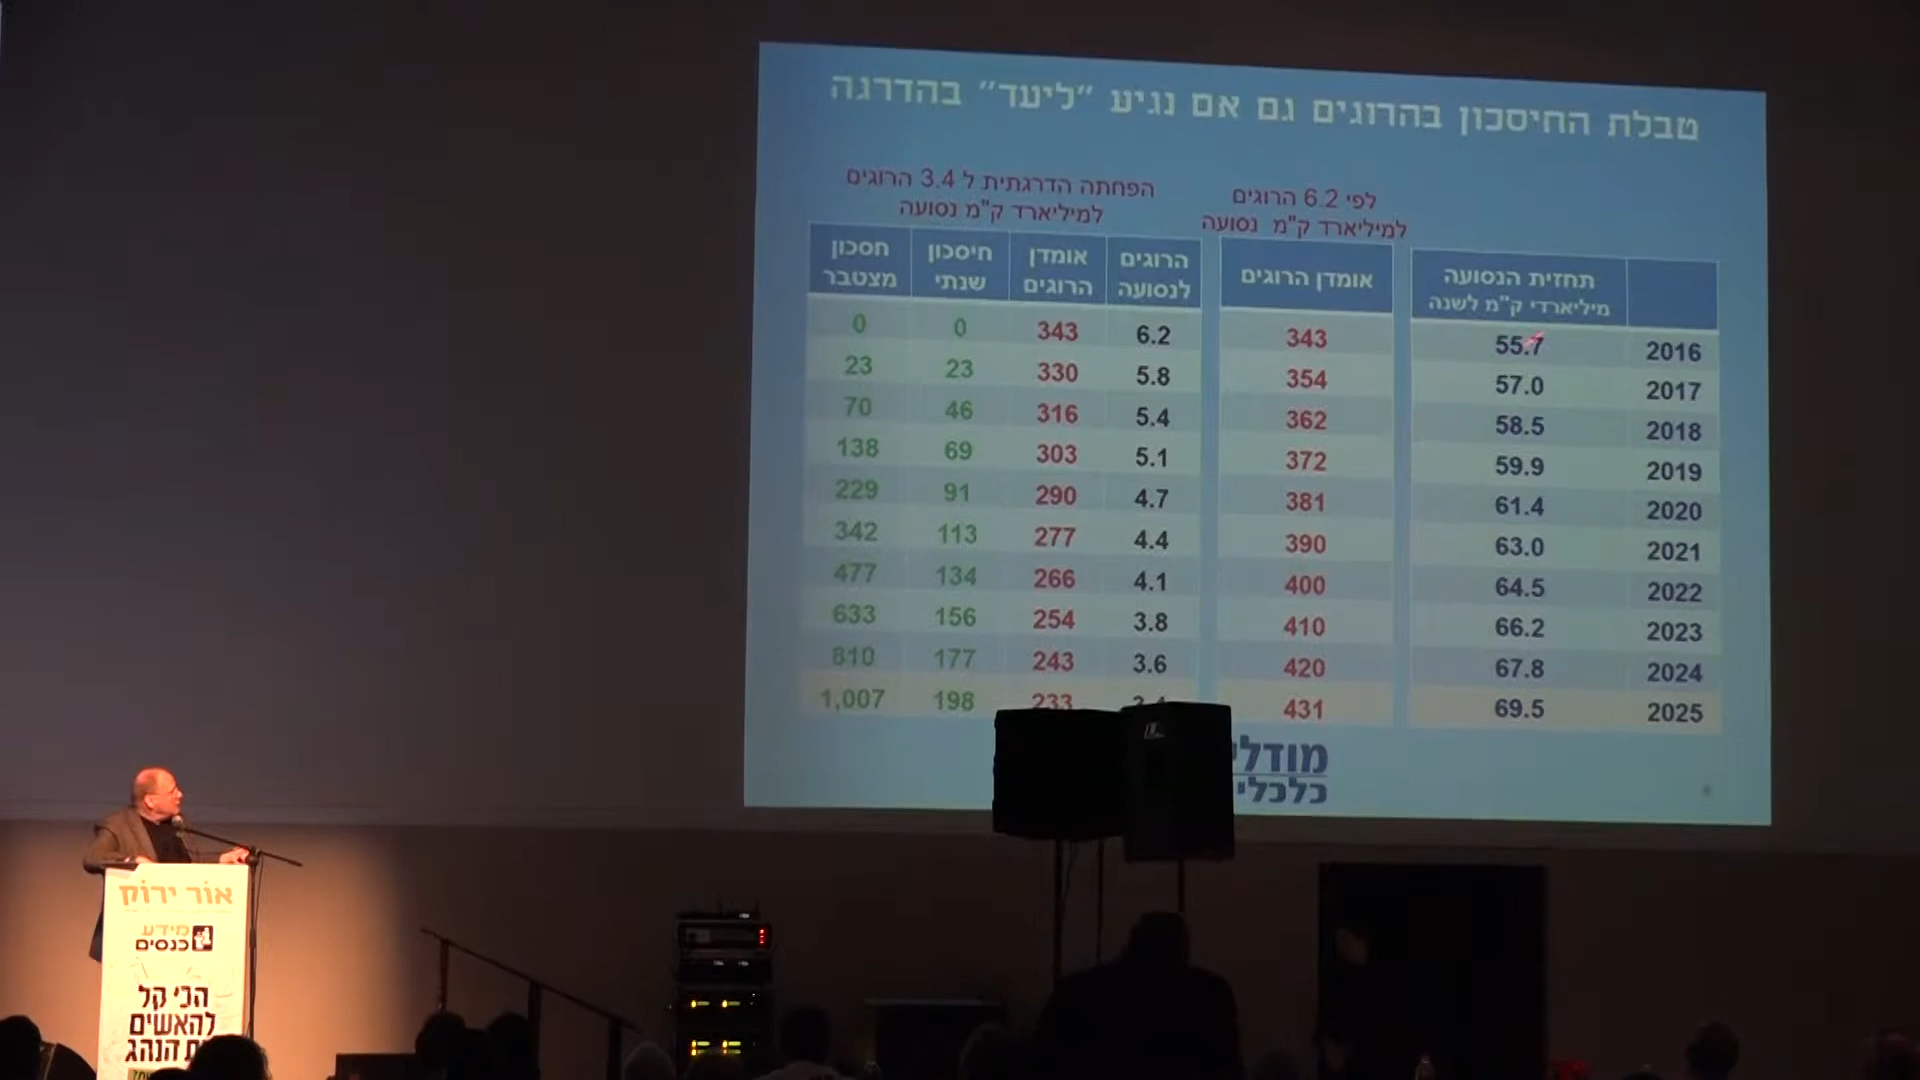 טבלת החיסכון בהרוגים גם אם נגיע "ליעד" בהדרגה
לפי 6.2 הרוגים
למיליארד ק"מ נסועה
הפחתה הדרגתית ל 3.4 הרוגים
למיליארד ק"מ נסועה
תחזית הנסועה מיליארדי ק"מ לשנה אומדן הרוגים הרוגים לנסועה אומדן הרוגים חיסכון שנתי חסכון מצטבר
2016 55.7 343 6.2 343 0 0
2017 57.0 354 5.8 330 23 23
2018 58.5 362 5.4 316 46 70
2019 59.9 372 5.1 303 69 138
2020 61.4 381 4.7 290 91 229
2021 63.0 390 4.4 277 113 342
2022 64.5 400 4.1 266 134 477
2023 66.2 410 3.8 254 156 633
2024 67.8 420 3.6 243 177 810
2025 69.5 431 3.4 233 198 1,007
אור ירוק
מידע
כנסים
הכי קל
להאשים
הנהג